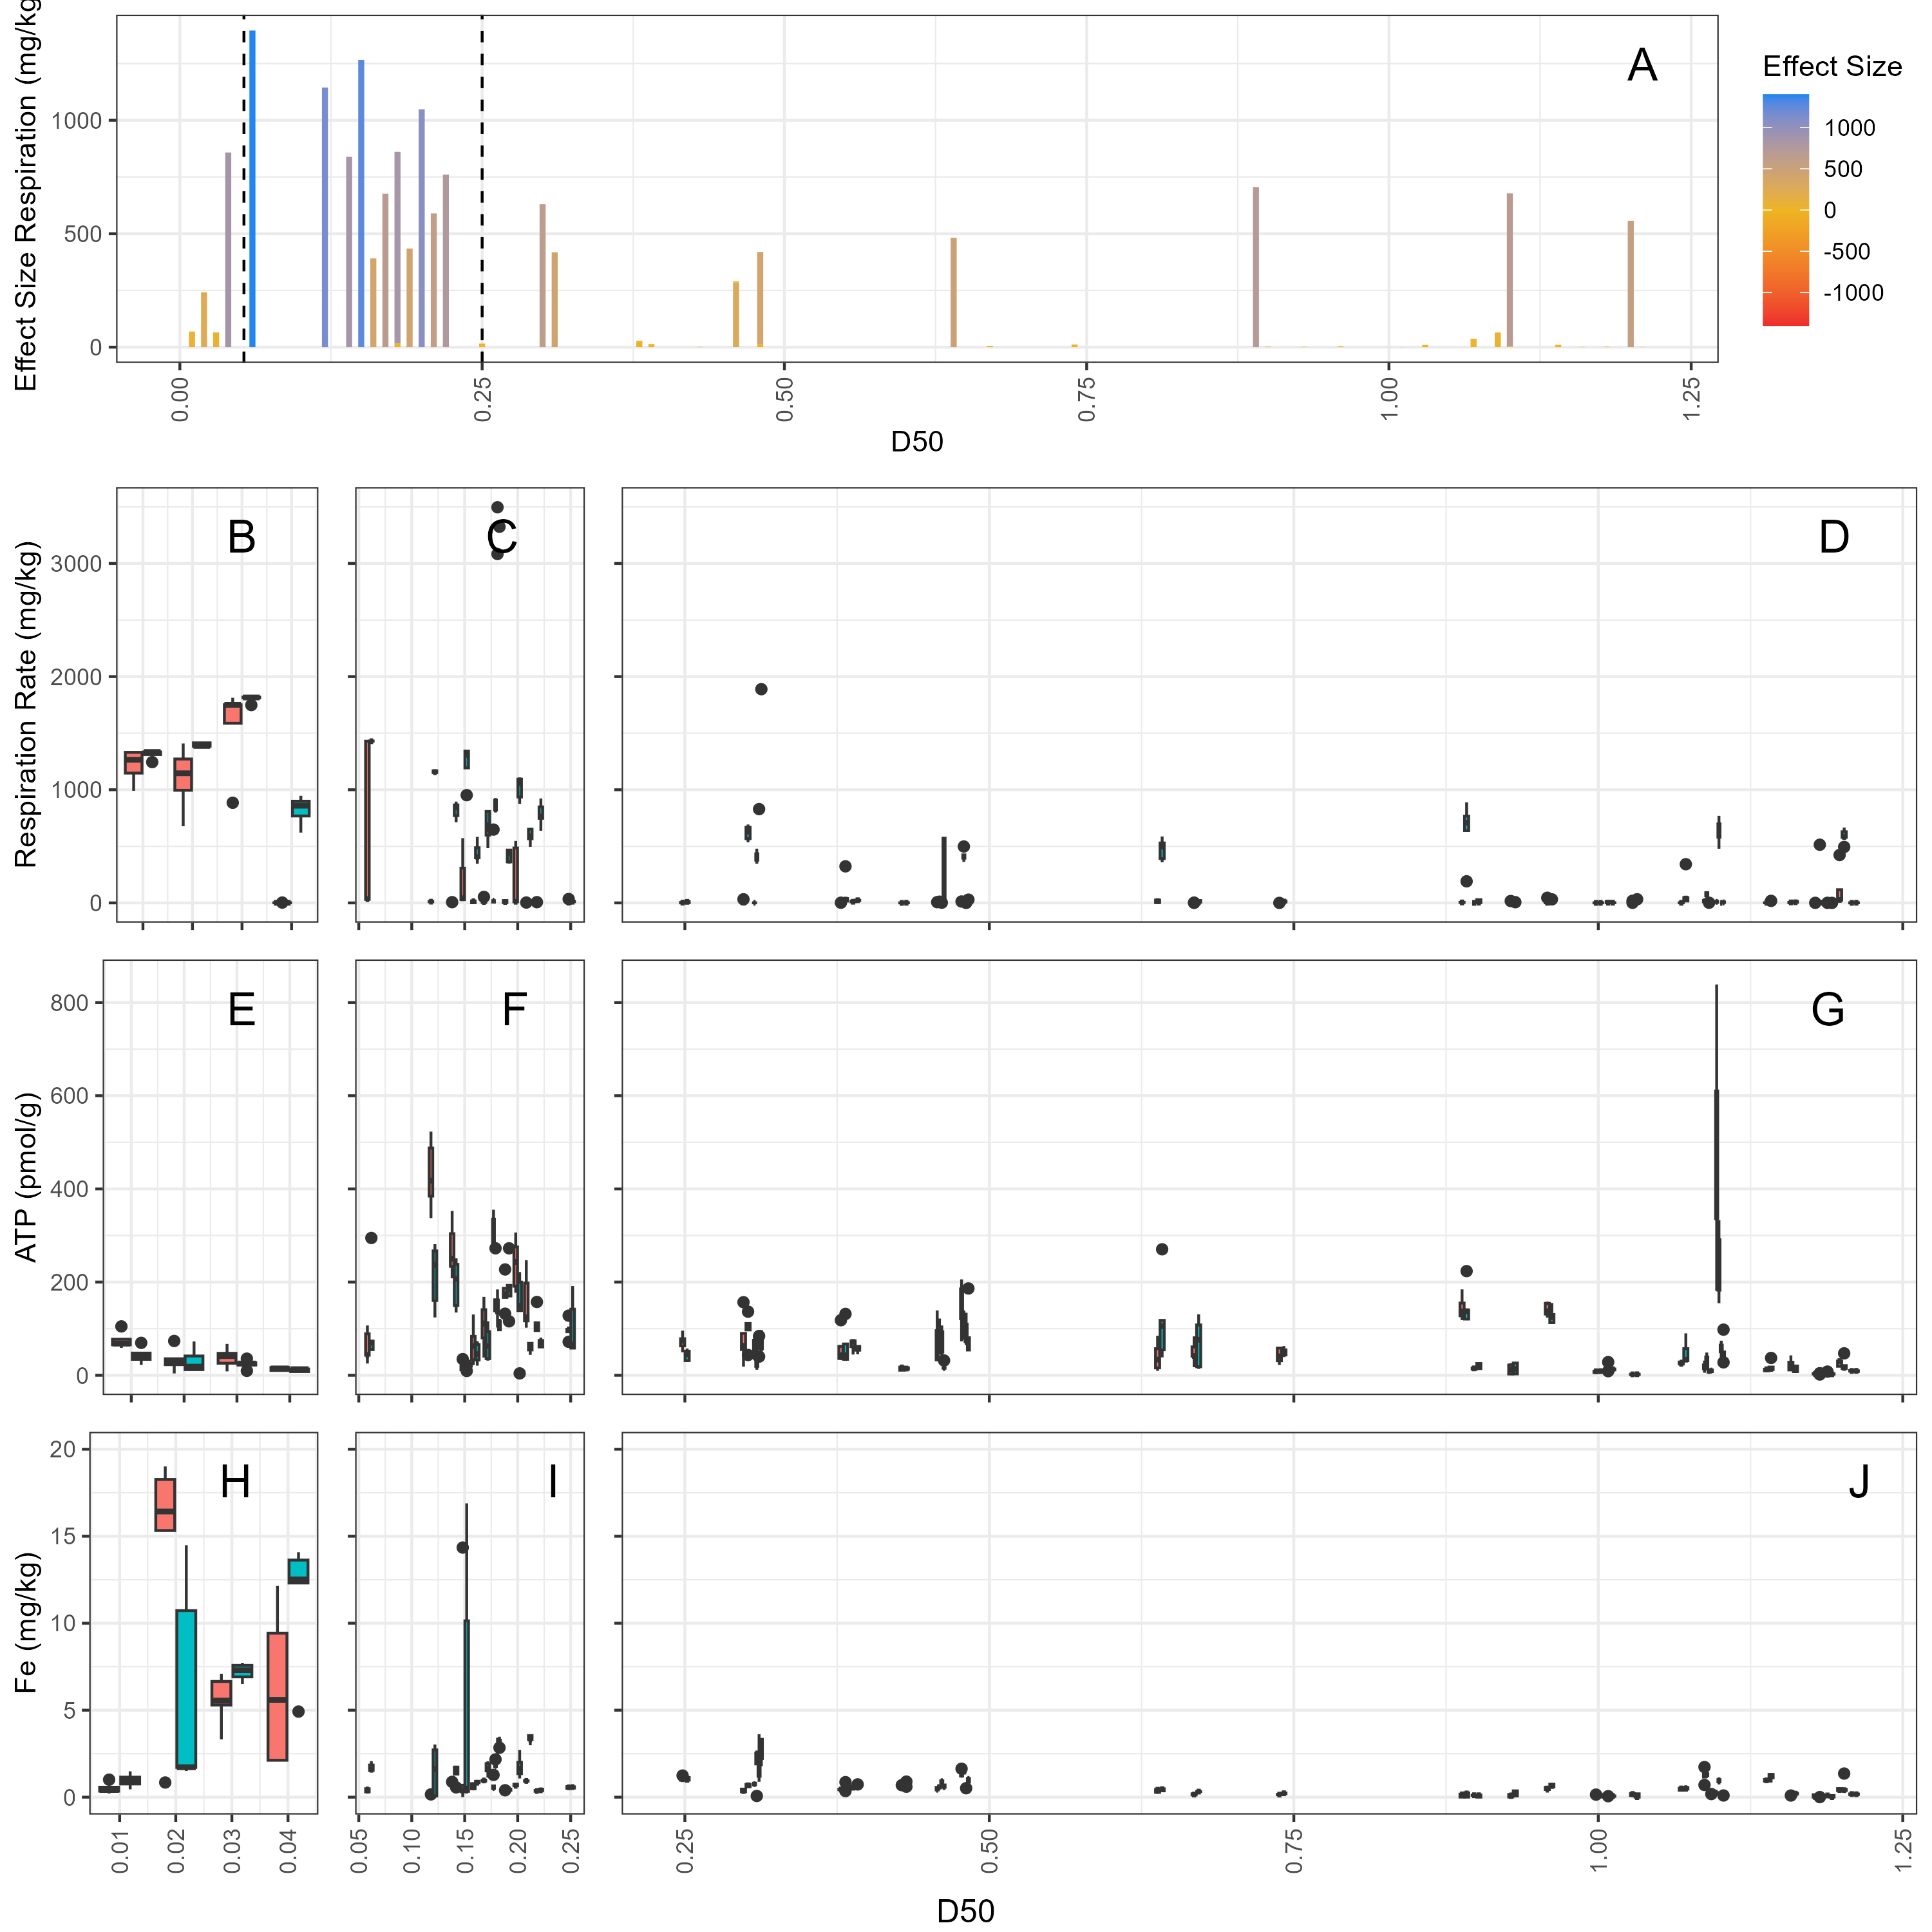 Effect Size Respiration (mg/kg
1000
500
0
A
0.00 0.25 0.50 0.75 1.00 1.25
D50
Effect Size
1000
500
0
-500
-1000
Respiration Rate (mg/kg)
3000
2000
1000
0
B C D
ATP (pmol/g)
800
600
400
200
0
E F G
Fe (mg/kg)
20
15
10
5
0
H I J
0.01 0.02 0.03 0.04 0.05 0.10 0.15 0.20 0.25 0.25 0.50 0.75 1.00 1.25
D50